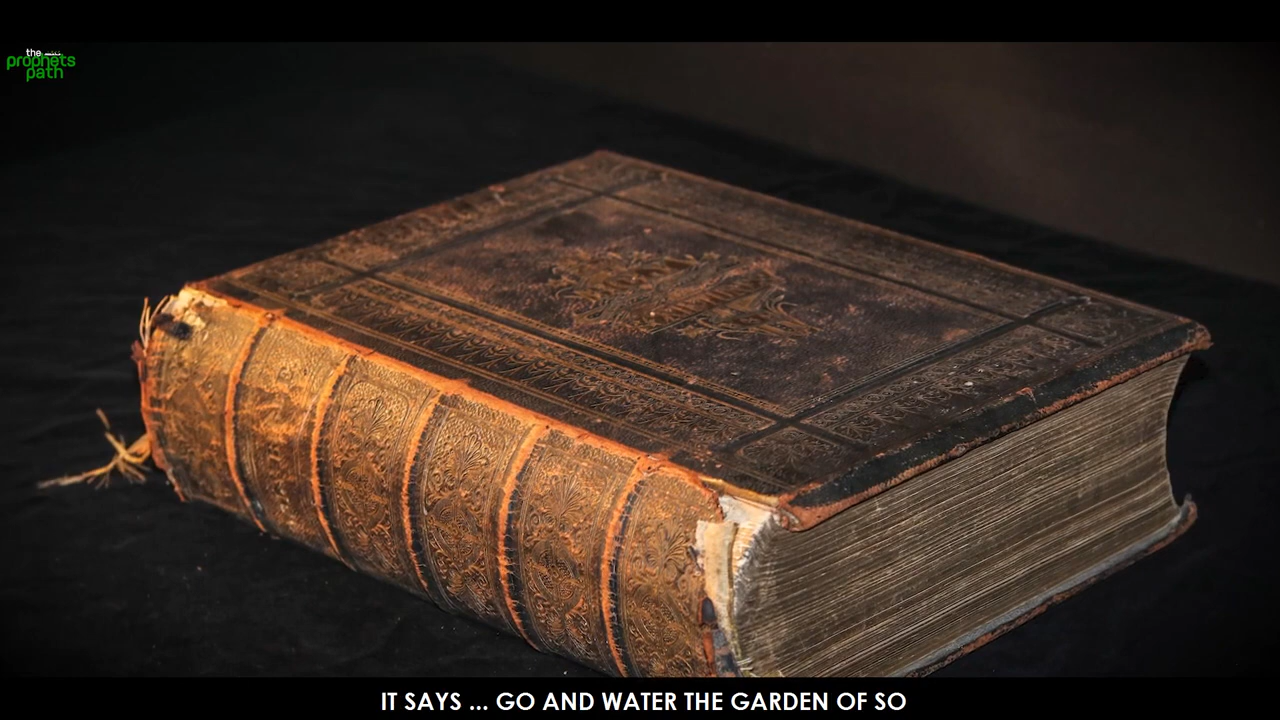 the
prophets
path
IT SAYS ... GO AND WATER THE GARDEN OF SO